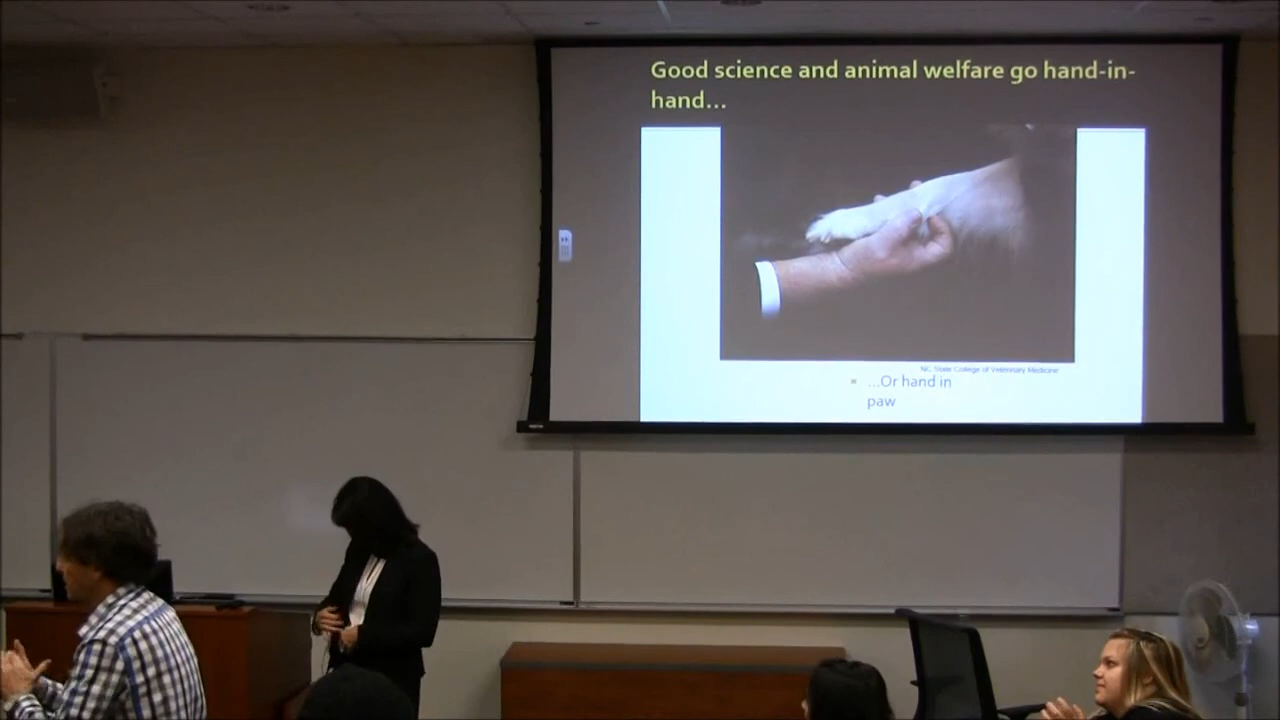 Good science and animal welfare go hand-in-
hand...
NC State College of Veterinary Medicine
...Or hand in
paw